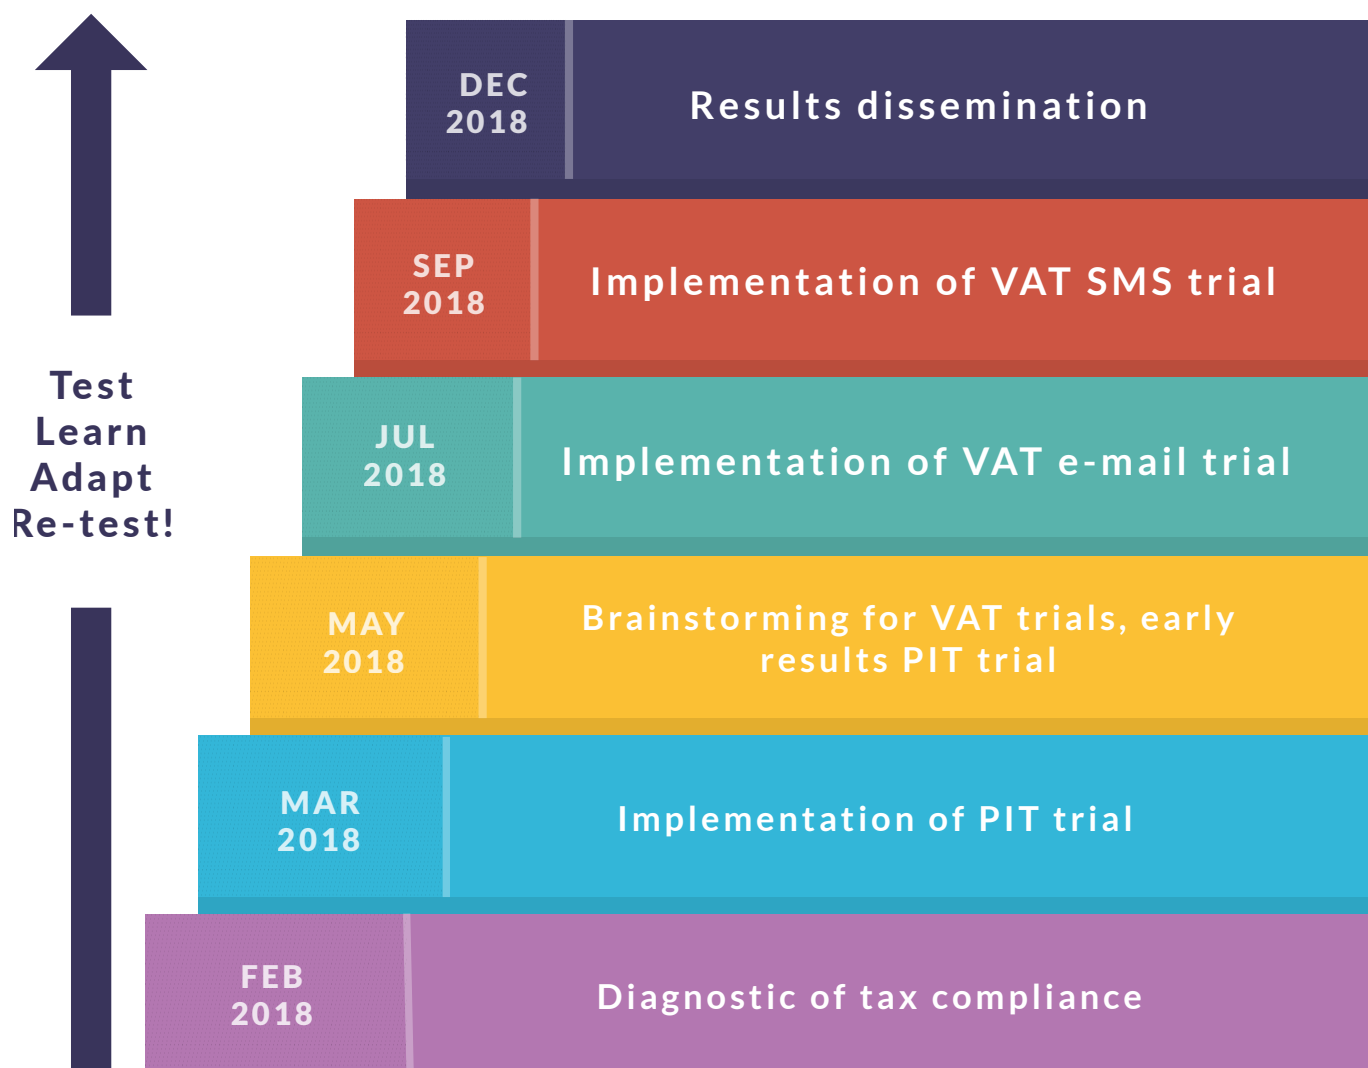 DEC
2018
Results dissemination
SEP
2018
Implementation of VAT SMS trial
Test
Learn
Adapt
Re-test!
JUL
2018
Implementation of VAT e-mail trial
MAY
2018
Brainstorming for VAT trials, early
results PIT trial
MAR
2018
Implementation of PIT trial
FEB
2018
Diagnostic of tax compliance